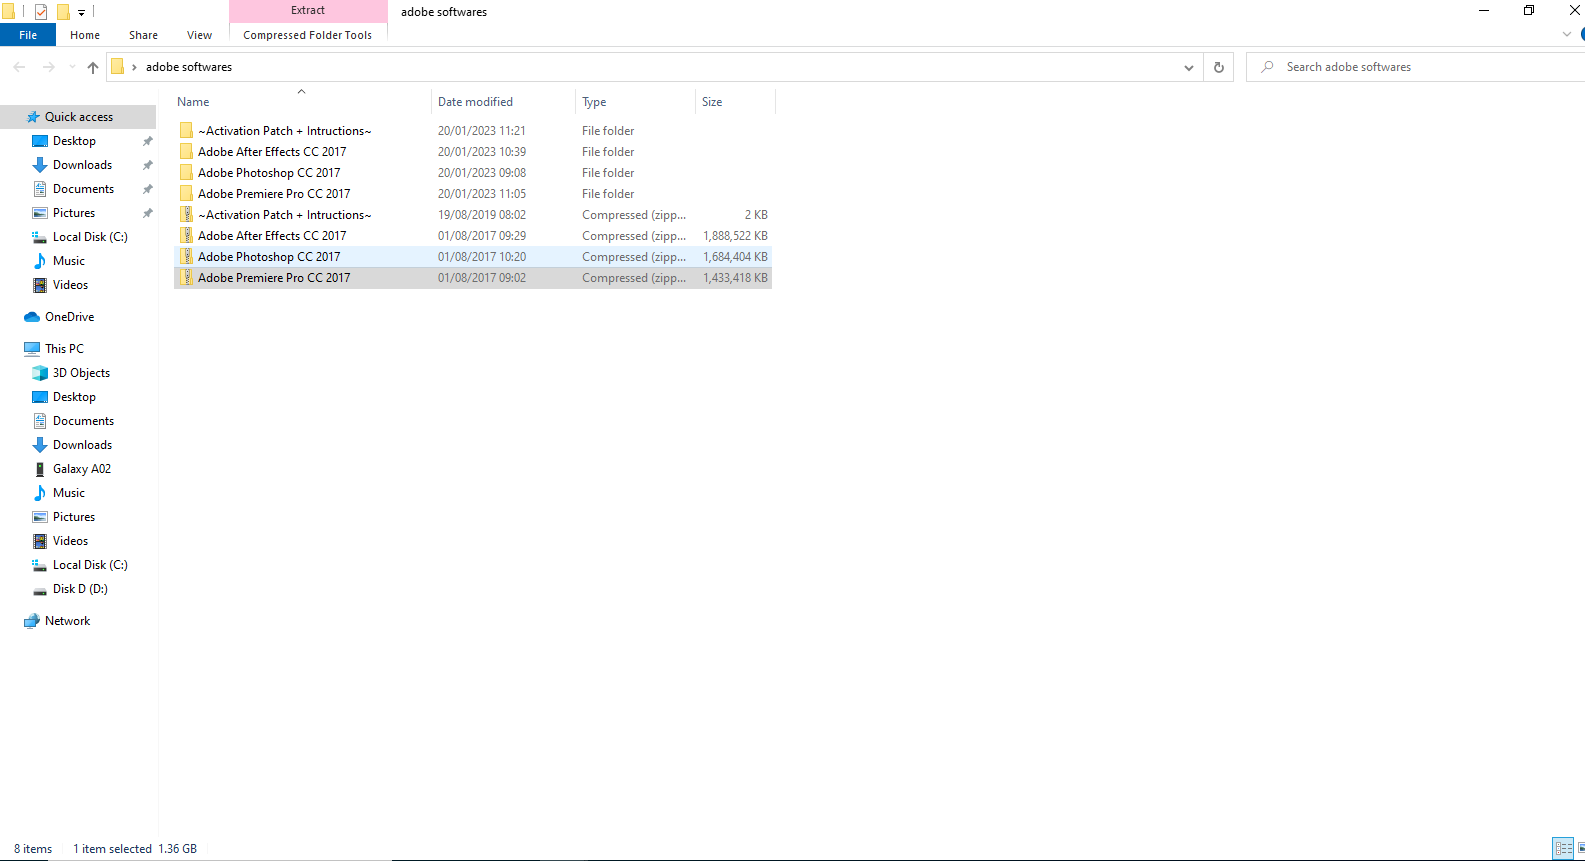 Extract
adobe softwares
File Home Share View Compressed Folder Tools
adobe softwares
Search adobe softwares
Name Date modified Type Size
Quick access
Desktop
Downloads
Documents
Pictures
Local Disk (C:)
Music
Videos
OneDrive
This PC
3D Objects
Desktop
Documents
Downloads
Galaxy A02
Music
Pictures
Videos
Local Disk (C:)
Disk D (D:)
Network
~Activation Patch + Intructions~ 20/01/2023 11:21 File folder
Adobe After Effects CC 2017 20/01/2023 10:39 File folder
Adobe Photoshop CC 2017 20/01/2023 09:08 File folder
Adobe Premiere Pro CC 2017 20/01/2023 11:05 File folder
~Activation Patch + Intructions~ 19/08/2019 08:02 Compressed (zipp... 2 KB
Adobe After Effects CC 2017 01/08/2017 09:29 Compressed (zipp... 1,888,522 KB
Adobe Photoshop CC 2017 01/08/2017 10:20 Compressed (zipp... 1,684,404 KB
Adobe Premiere Pro CC 2017 01/08/2017 09:02 Compressed (zipp... 1,433,418 KB
8 items 1 item selected 1.36 GB